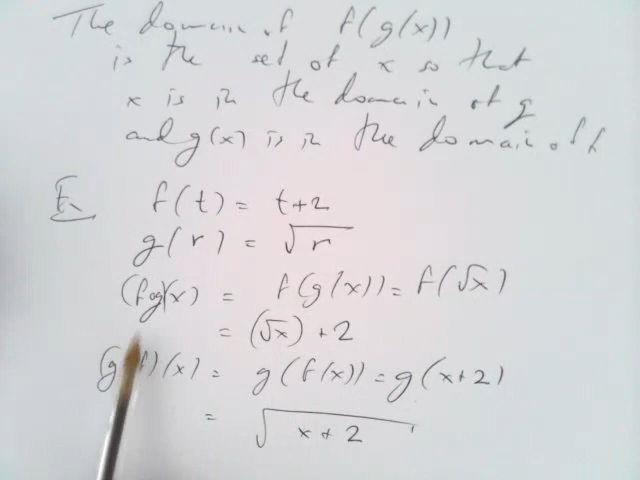 The domain of f(g(x))
is the set of x so that
x is in the domain of g
and g(x) is in the domain of f
Ex f(t) = t+2
g(r) = √r
(f∘g)(x) = f(g(x)) = f(√x)
= (√x) + 2
(g f)(x) = g(f(x)) = g(x+2)
= √x+2